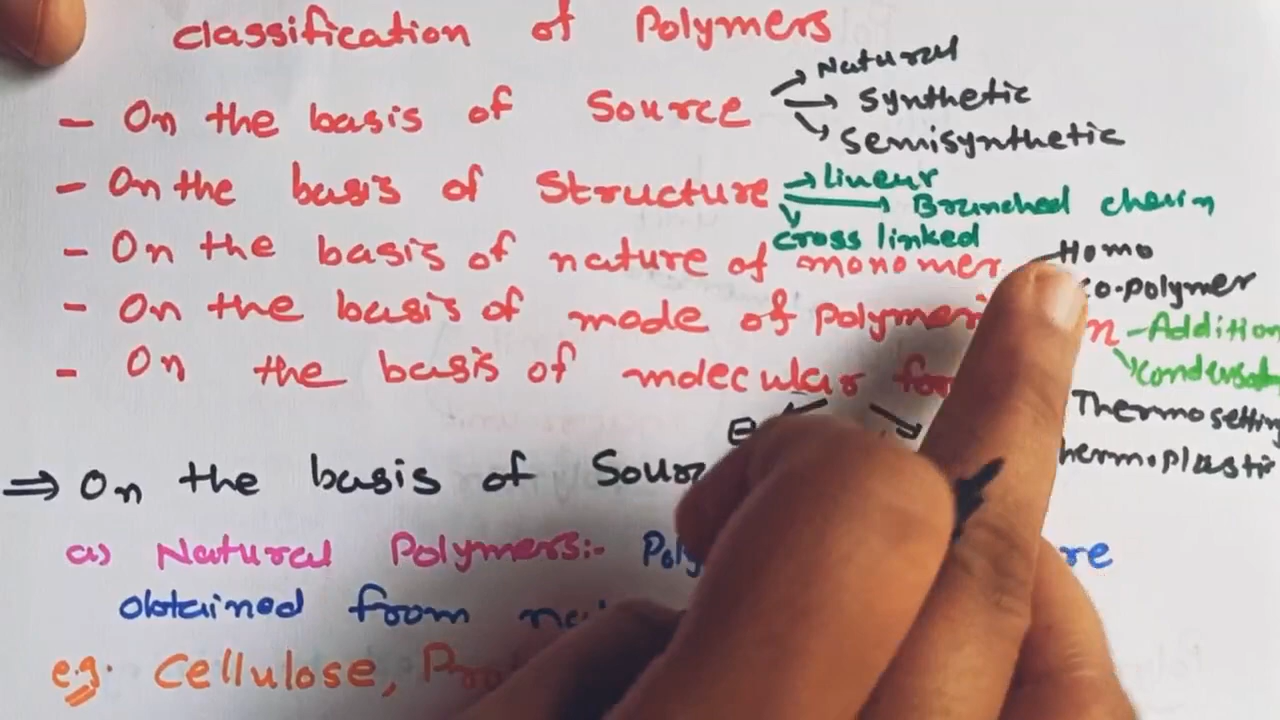 classification of Polymers
- On the basis of Source → Natural
→ Synthetic
→ Semisynthetic
- On the basis of Structure → Linear
→ Branched chain
cross linked
- On the basis of nature of monomer - Homo
co-polymer
- On the basis of mode of - Addition
- On the basis of molecular
Thermosetting
⇒ On the basis of
a) Natural Polymers:-
obtained from
e.g. Cellulose,